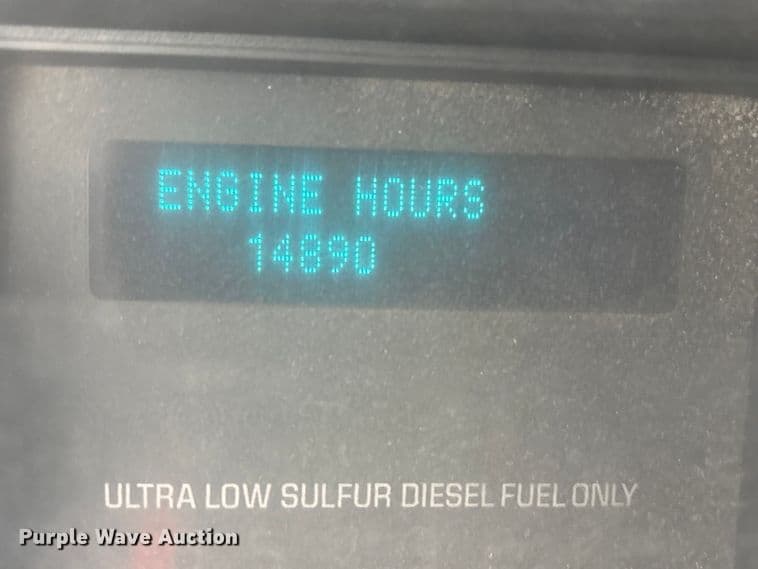 ENGINE HOURS
14890
ULTRA LOW SULFUR DIESEL FUEL ONLY
Purple Wave Auction